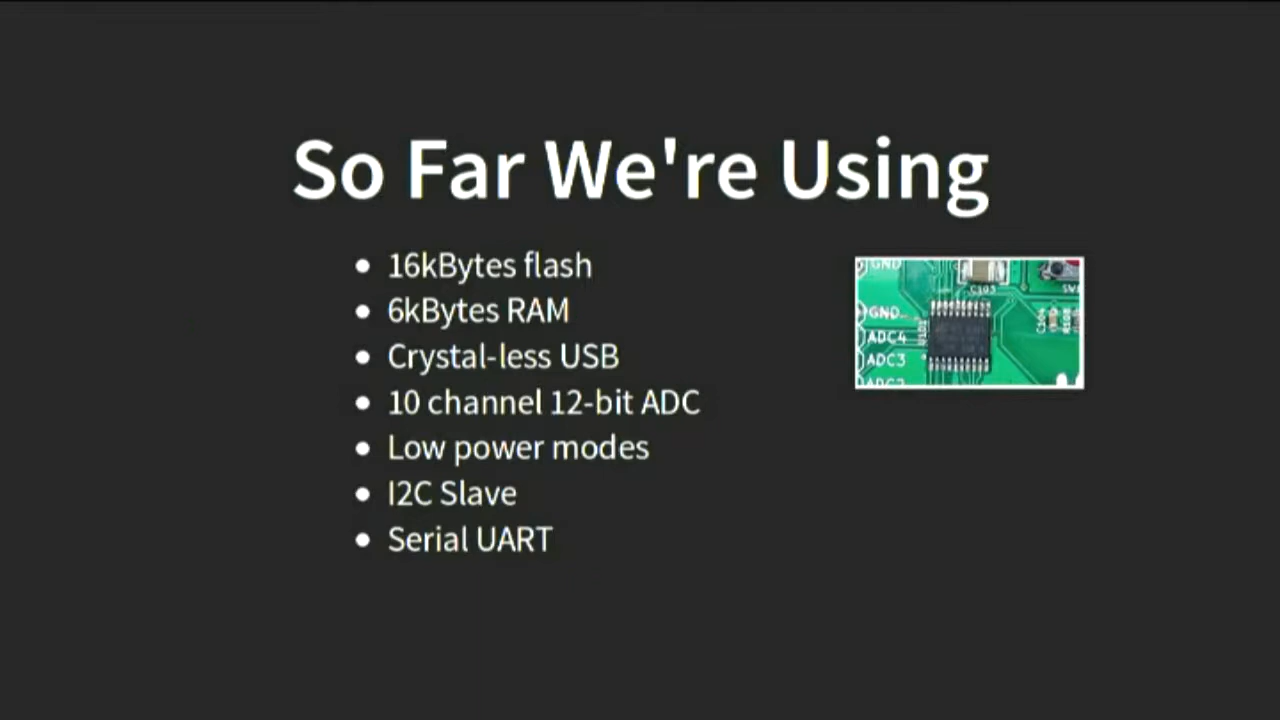 So Far We're Using
16kBytes flash
6kBytes RAM
Crystal-less USB
10 channel 12-bit ADC
Low power modes
I2C Slave
Serial UART
GND
C103
GND
ADC4
ADC3